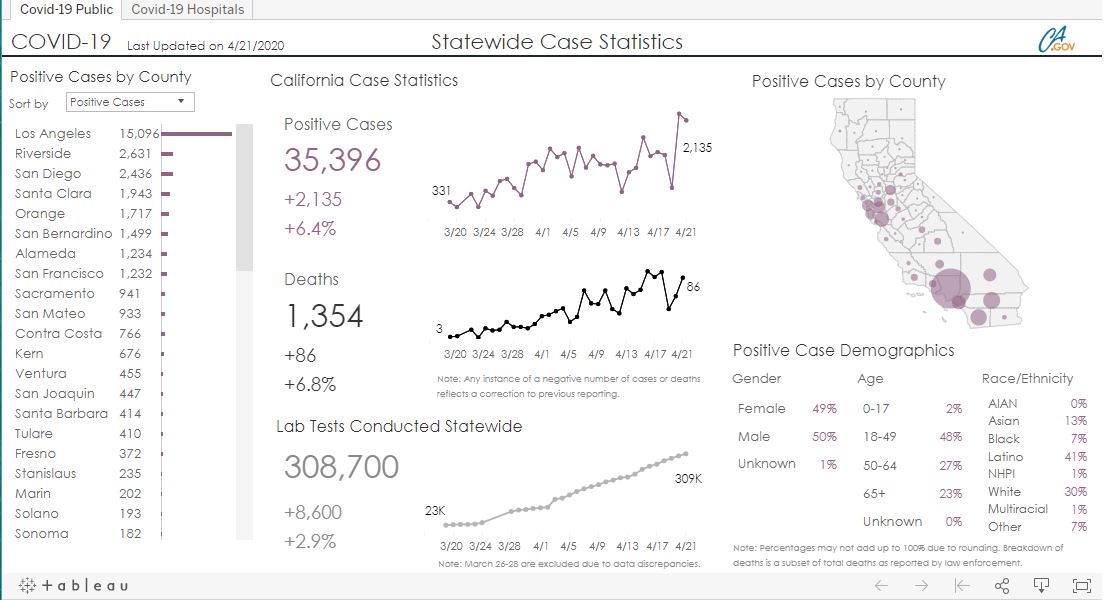 Covid-19 Public Covid-19 Hospitals
COVID-19 Last Updated on 4/21/2020 Statewide Case Statistics CA.GOV
Positive Cases by County
Sort by Positive Cases
Los Angeles 15,096
Riverside 2,631
San Diego 2,436
Santa Clara 1,943
Orange 1,717
San Bernardino 1,499
Alameda 1,234
San Francisco 1,232
Sacramento 941
San Mateo 933
Contra Costa 766
Kern 676
Ventura 455
San Joaquin 447
Santa Barbara 414
Tulare 410
Fresno 372
Stanislaus 235
Marin 202
Solano 193
Sonoma 182
California Case Statistics
Positive Cases
35,396
+2,135
+6.4%
331
2,135
3/20 3/24 3/28 4/1 4/5 4/9 4/13 4/17 4/21
Deaths
1,354
+86
+6.8%
3
86
3/20 3/24 3/28 4/1 4/5 4/9 4/13 4/17 4/21
Note: Any instance of a negative number of cases or deaths
reflects a correction to previous reporting.
Lab Tests Conducted Statewide
308,700
+8,600
+2.9%
23K
309K
3/20 3/24 3/28 4/1 4/5 4/9 4/13 4/17 4/21
Note: March 26-28 are excluded due to data discrepancies.
Positive Cases by County
Positive Case Demographics
Gender
Female 49%
Male 50%
Unknown 1%
Age
0-17 2%
18-49 48%
50-64 27%
65+ 23%
Unknown 0%
Race/Ethnicity
AIAN 0%
Asian 13%
Black 7%
Latino 41%
NHPI 1%
White 30%
Multiracial 1%
Other 7%
Note: Percentages may not add up to 100% due to rounding. Breakdown of
deaths is a subset of total deaths as reported by law enforcement.
+ a b | e a u